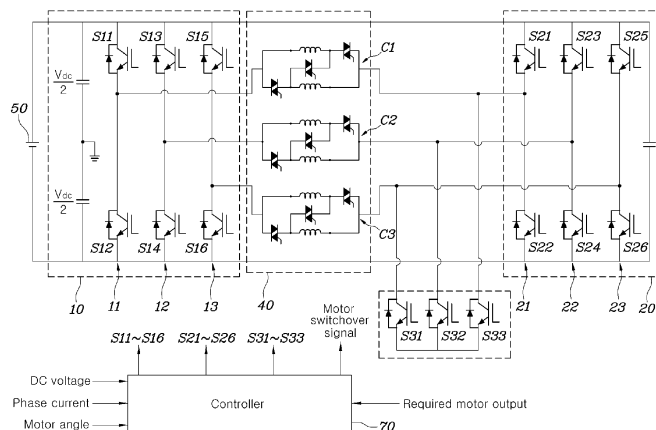 S11 S13 S15 C1 S21 S23 S25
Vdc
2
50
C2
Vdc
2
C3
S12 S14 S16 S22 S24 S26
10 11 12 13 40 21 22 23 20
Motor
switchover
signal
S11~S16 S21~S26 S31~S33
S31 S32 S33
DC voltage
Phase current Controller Required motor output
Motor angle 70